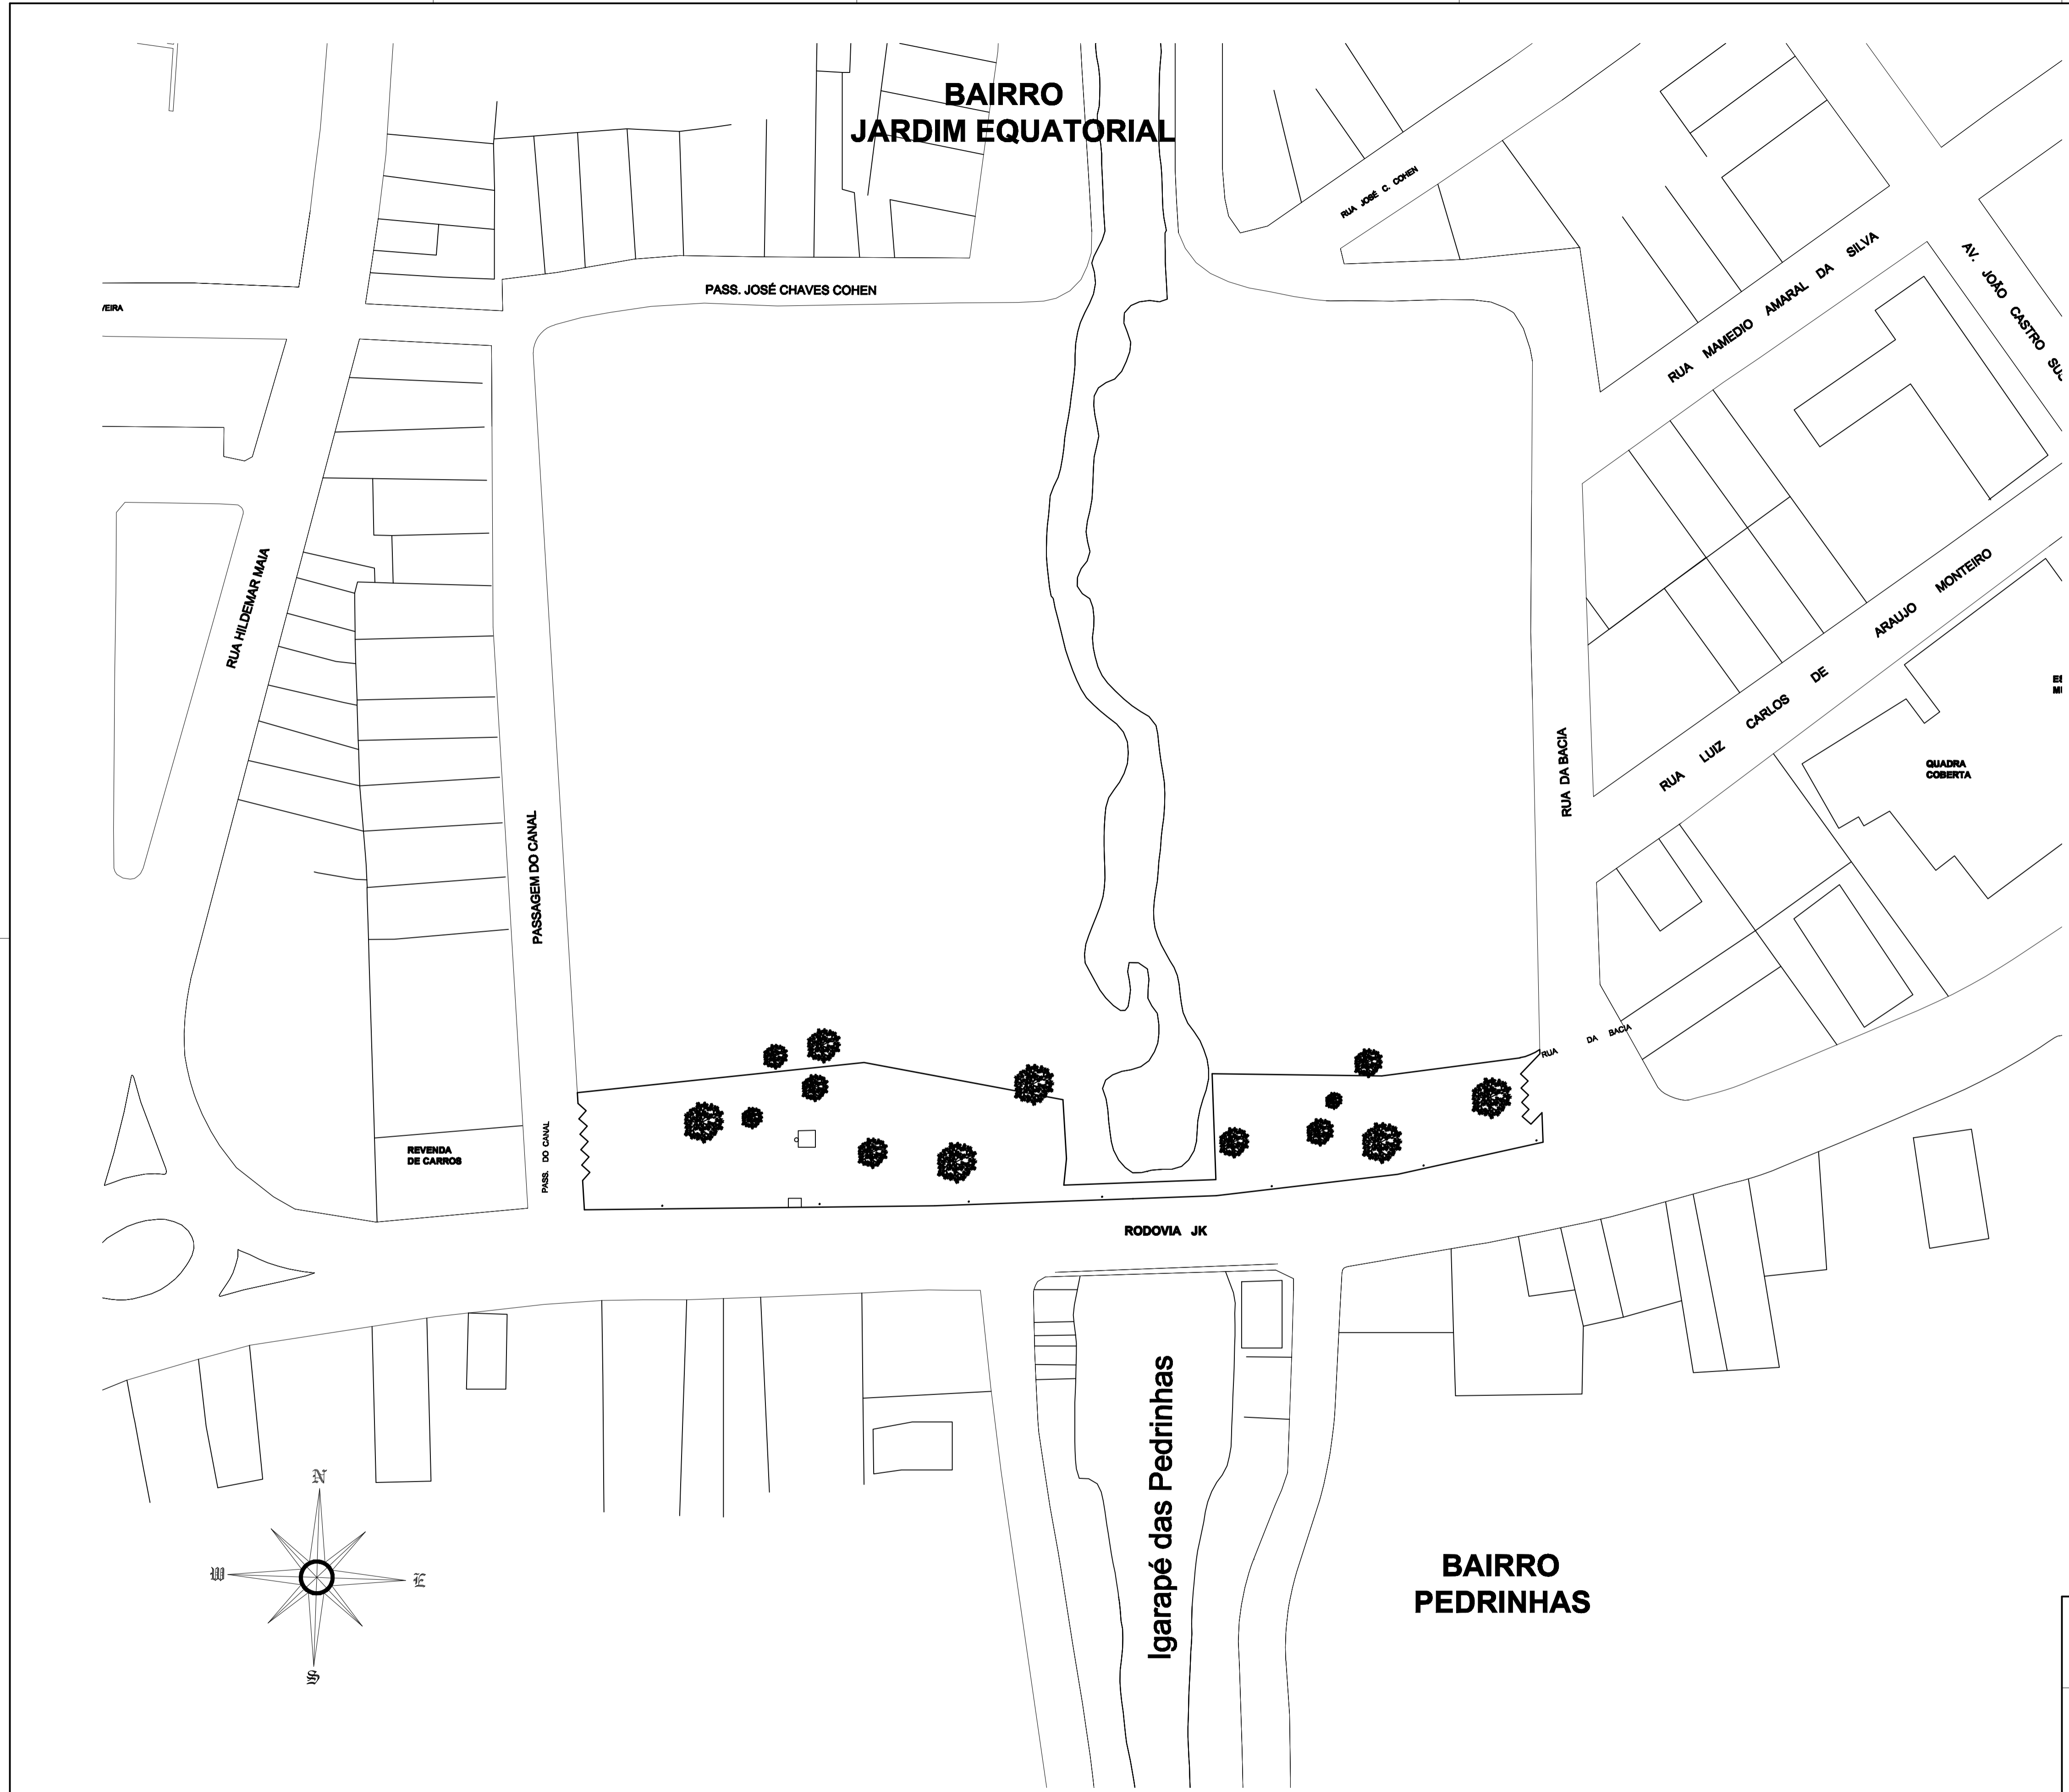 BAIRRO
JARDIM EQUATORIAL
RUA JOSÉ C. COHEN
PASS. JOSÉ CHAVES COHEN
VEIRA
RUA MAMEDIO AMARAL DA SILVA
AV. JOÃO CASTRO
RUA HILDEMAR MAIA
RUA LUIZ CARLOS DE ARAUJO MONTEIRO
QUADRA
COBERTA
RUA DA BACIA
PASSAGEM DO CANAL
RUA DA BACIA
PASS. DO CANAL
REVENDA
DE CARROS
RODOVIA JK
Igarapé das Pedrinhas
BAIRRO
PEDRINHAS
N
W
E
S